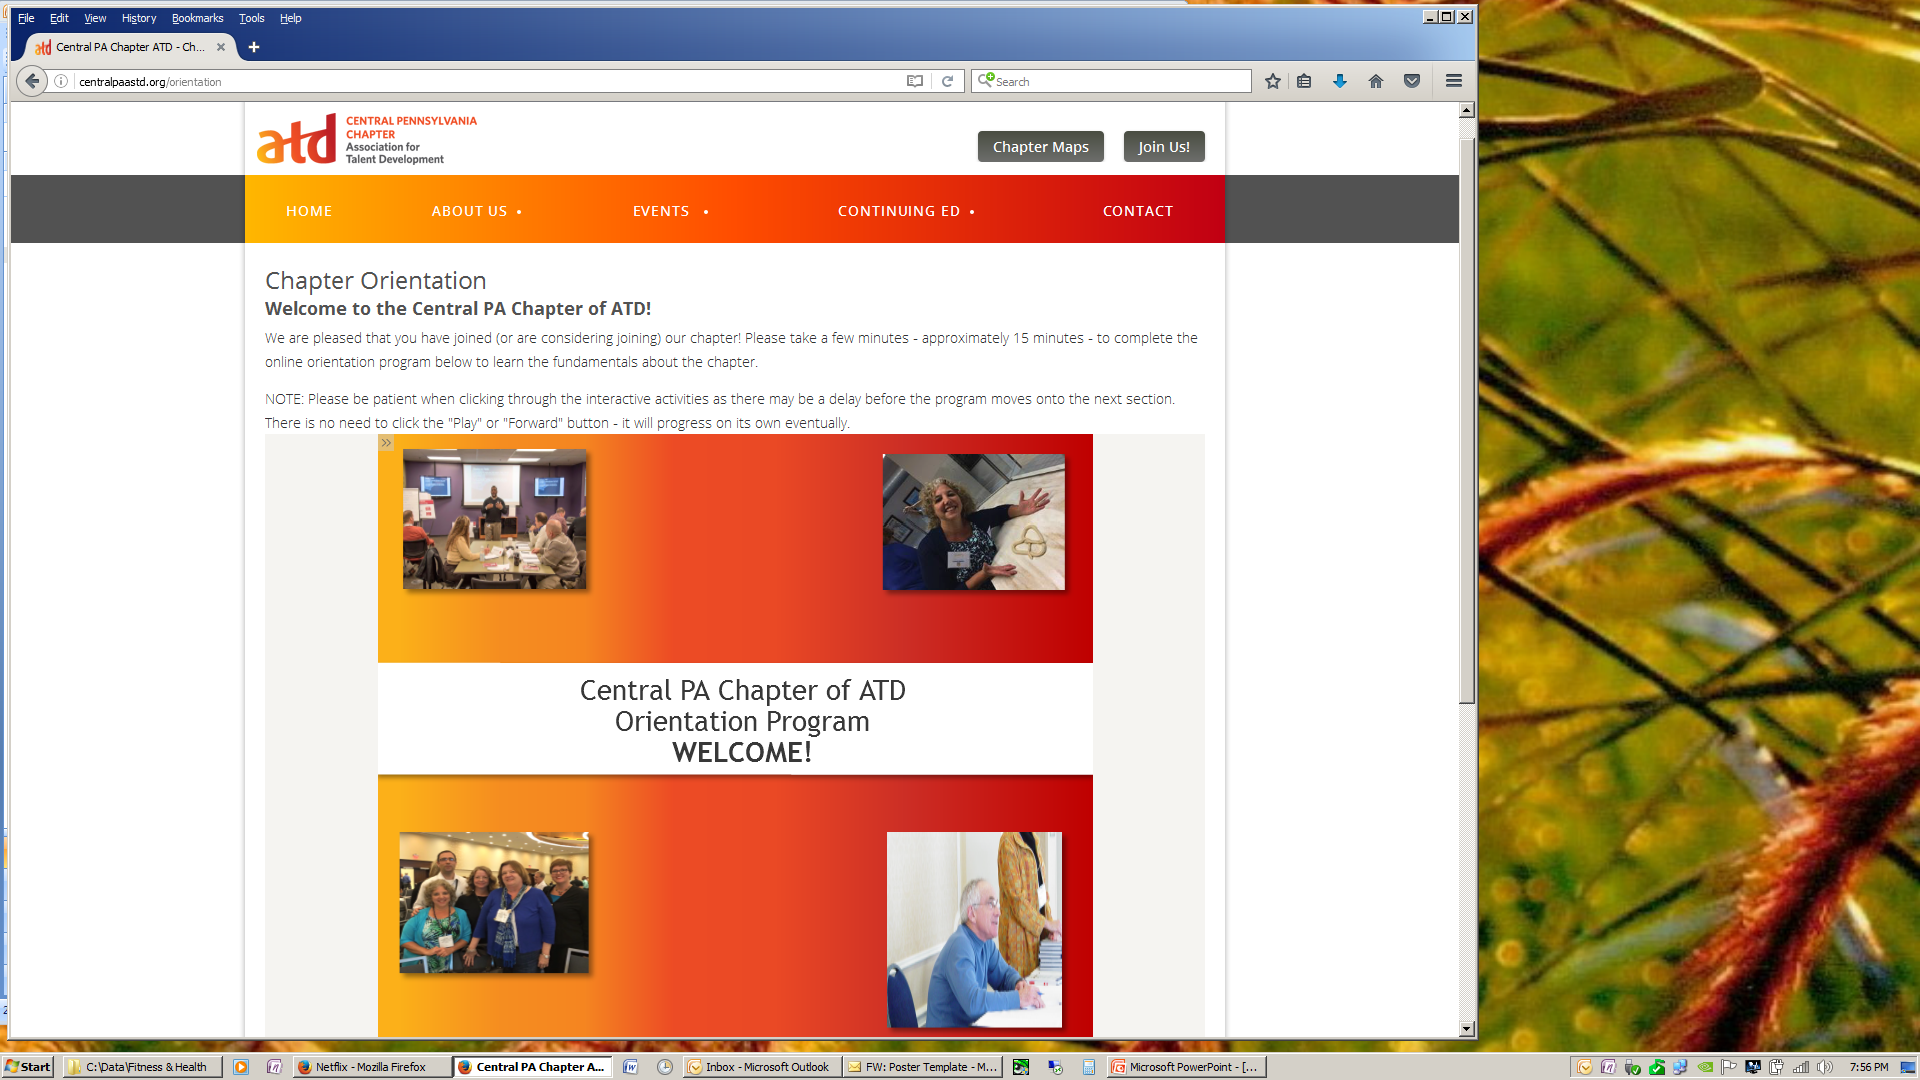 File Edit View History Bookmarks Tools Help
atd Central PA Chapter ATD - Ch...
centralpaastd.org/orientation
Search
atd
CENTRAL PENNSYLVANIA
CHAPTER
Association for
Talent Development
Chapter Maps
Join Us!
HOME
ABOUT US •
EVENTS •
CONTINUING ED •
CONTACT
Chapter Orientation
Welcome to the Central PA Chapter of ATD!
We are pleased that you have joined (or are considering joining) our chapter! Please take a few minutes - approximately 15 minutes - to complete the
online orientation program below to learn the fundamentals about the chapter.
NOTE: Please be patient when clicking through the interactive activities as there may be a delay before the program moves onto the next section.
There is no need to click the "Play" or "Forward" button - it will progress on its own eventually.
Central PA Chapter of ATD
Orientation Program
WELCOME!
Start
C:\Data\Fitness & Health
Netflix - Mozilla Firefox
Central PA Chapter A...
Inbox - Microsoft Outlook
FW: Poster Template - M...
Microsoft PowerPoint - [...
7:56 PM